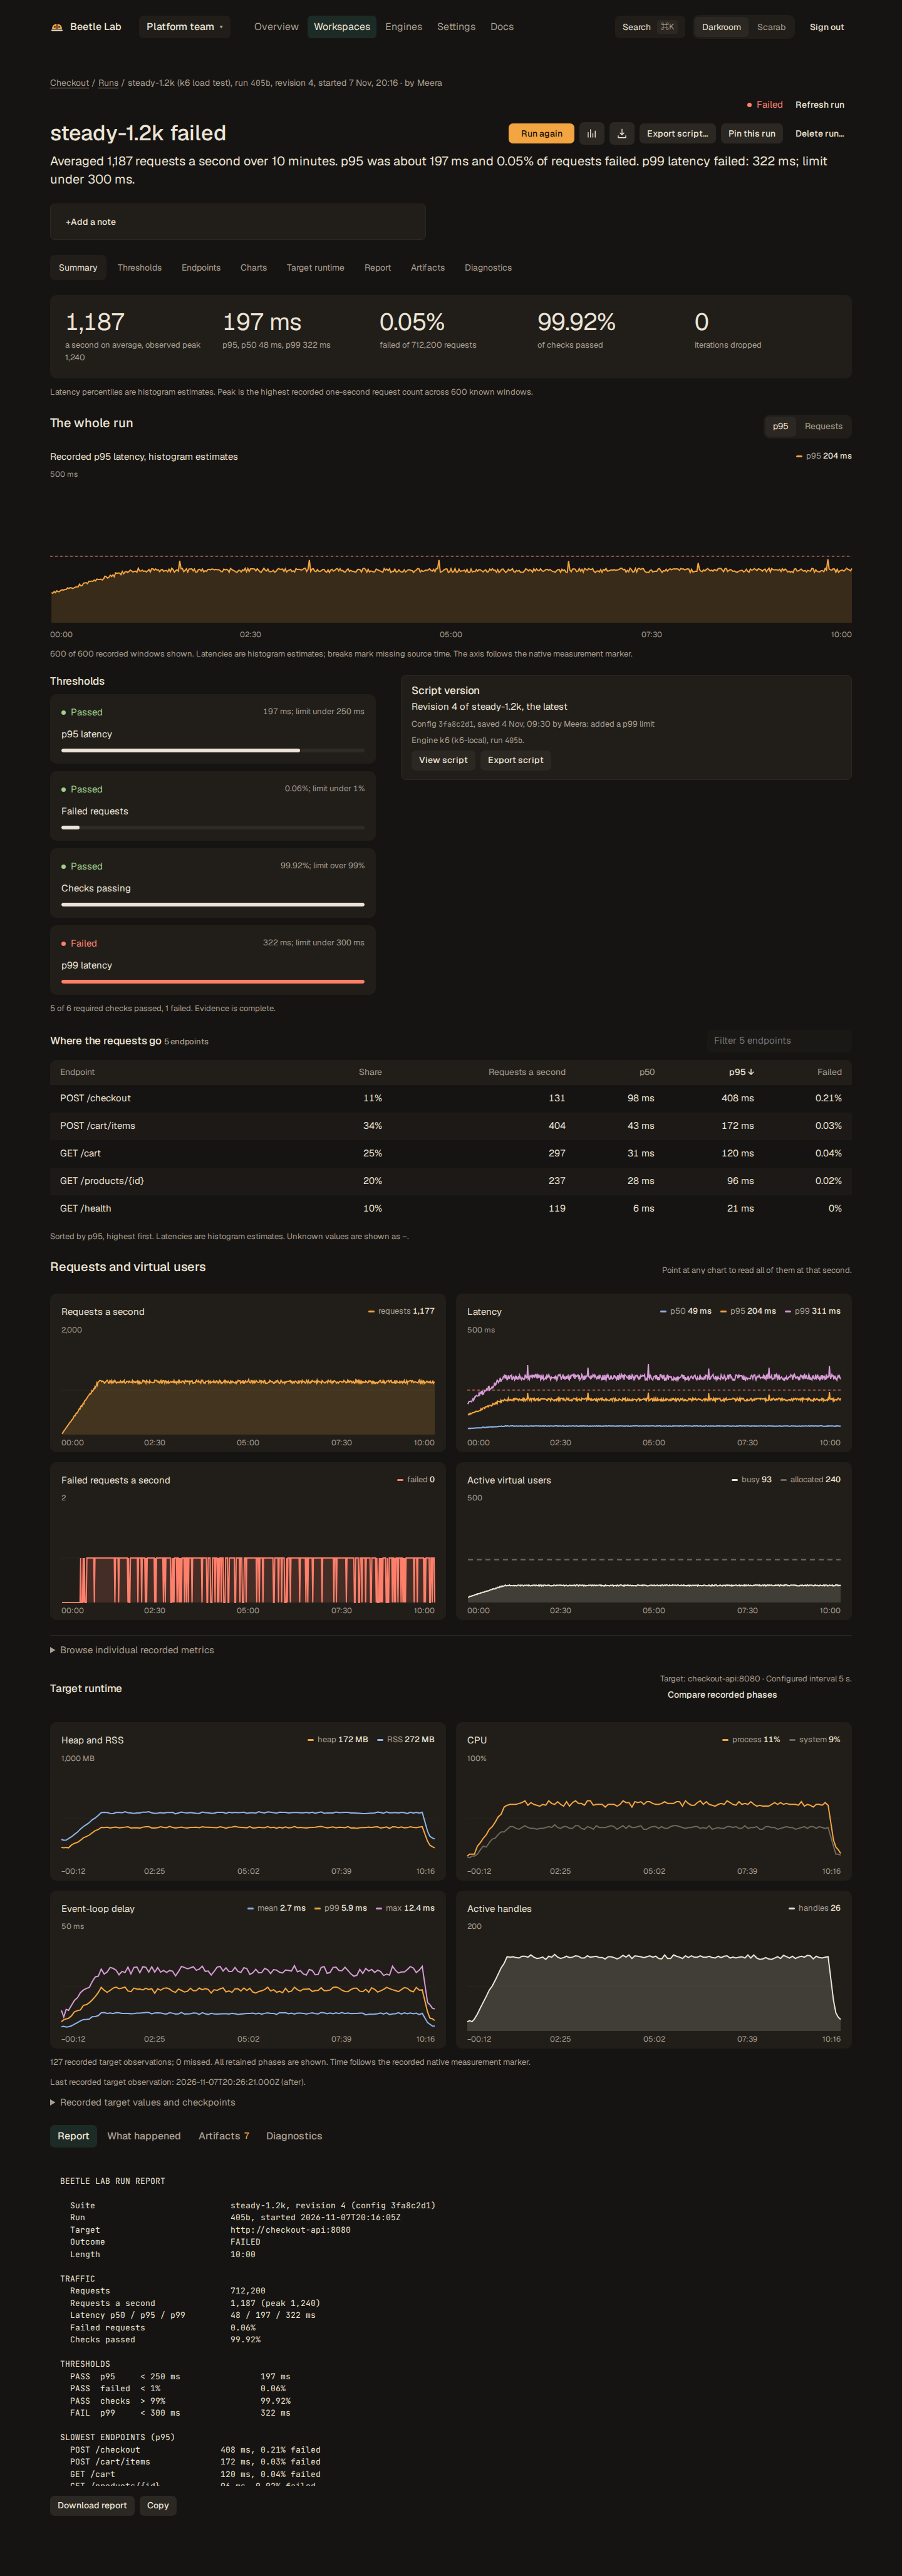 Beetle Lab Platform team Overview Workspaces Engines Settings Docs Search ⌘K Darkroom Scarab Sign out
Checkout / Runs / steady-1.2k (k6 load test), run 405b, revision 4, started 7 Nov, 20:16 · by Meera
Failed Refresh run
steady-1.2k failed
Run again Export script... Pin this run Delete run...
Averaged 1,187 requests a second over 10 minutes. p95 was about 197 ms and 0.05% of requests failed. p99 latency failed: 322 ms; limit
under 300 ms.
+Add a note
Summary Thresholds Endpoints Charts Target runtime Report Artifacts Diagnostics
1,187 197 ms 0.05% 99.92% 0
a second on average, observed peak p95, p50 48 ms, p99 322 ms failed of 712,200 requests of checks passed iterations dropped
1,240
Latency percentiles are histogram estimates. Peak is the highest recorded one-second request count across 600 known windows.
The whole run
p95 Requests
Recorded p95 latency, histogram estimates p95 204 ms
500 ms
00:00 02:30 05:00 07:30 10:00
600 of 600 recorded windows shown. Latencies are histogram estimates; breaks mark missing source time. The axis follows the native measurement marker.
Thresholds
Passed 197 ms; limit under 250 ms
p95 latency
Passed 0.06%; limit under 1%
Failed requests
Passed 99.92%; limit over 99%
Checks passing
Failed 322 ms; limit under 300 ms
p99 latency
5 of 6 required checks passed, 1 failed. Evidence is complete.
Script version
Revision 4 of steady-1.2k, the latest
Config 3fa8c2d1, saved 4 Nov, 09:30 by Meera: added a p99 limit
Engine k6 (k6-local), run 405b.
View script Export script
Where the requests go 5 endpoints Filter 5 endpoints
Endpoint Share Requests a second p50 p95 ↓ Failed
POST /checkout 11% 131 98 ms 408 ms 0.21%
POST /cart/items 34% 404 43 ms 172 ms 0.03%
GET /cart 25% 297 31 ms 120 ms 0.04%
GET /products/{id} 20% 237 28 ms 96 ms 0.02%
GET /health 10% 119 6 ms 21 ms 0%
Sorted by p95, highest first. Latencies are histogram estimates. Unknown values are shown as –.
Requests and virtual users Point at any chart to read all of them at that second.
Requests a second requests 1,177
2,000
00:00 02:30 05:00 07:30 10:00
Latency p50 49 ms p95 204 ms p99 311 ms
500 ms
00:00 02:30 05:00 07:30 10:00
Failed requests a second failed 0
2
00:00 02:30 05:00 07:30 10:00
Active virtual users busy 93 allocated 240
500
00:00 02:30 05:00 07:30 10:00
Browse individual recorded metrics
Target runtime
Target: checkout-api:8080 · Configured interval 5 s.
Compare recorded phases
Heap and RSS heap 172 MB RSS 272 MB
1,000 MB
−00:12 02:25 05:02 07:39 10:16
CPU process 11% system 9%
100%
−00:12 02:25 05:02 07:39 10:16
Event-loop delay mean 2.7 ms p99 5.9 ms max 12.4 ms
50 ms
−00:12 02:25 05:02 07:39 10:16
Active handles handles 26
200
−00:12 02:25 05:02 07:39 10:16
127 recorded target observations; 0 missed. All retained phases are shown. Time follows the recorded native measurement marker.
Last recorded target observation: 2026-11-07T20:26:21.000Z (after).
Recorded target values and checkpoints
Report What happened Artifacts 7 Diagnostics
BEETLE LAB RUN REPORT
Suite steady-1.2k, revision 4 (config 3fa8c2d1)
Run 405b, started 2026-11-07T20:16:05Z
Target http://checkout-api:8080
Outcome FAILED
Length 10:00
TRAFFIC
Requests 712,200
Requests a second 1,187 (peak 1,240)
Latency p50 / p95 / p99 48 / 197 / 322 ms
Failed requests 0.06%
Checks passed 99.92%
THRESHOLDS
PASS p95 < 250 ms 197 ms
PASS failed < 1% 0.06%
PASS checks > 99% 99.92%
FAIL p99 < 300 ms 322 ms
SLOWEST ENDPOINTS (p95)
POST /checkout 408 ms, 0.21% failed
POST /cart/items 172 ms, 0.03% failed
GET /cart 120 ms, 0.04% failed
Download report Copy